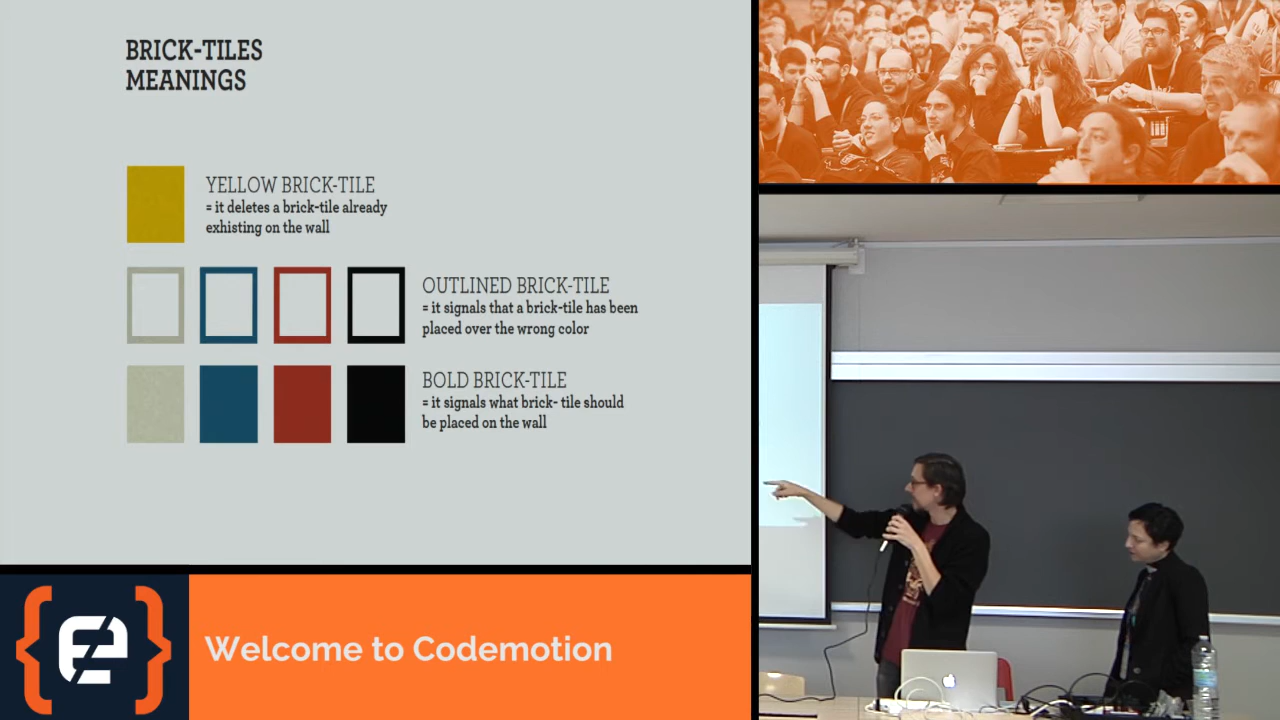 BRICK-TILES
MEANINGS
YELLOW BRICK-TILE
= it deletes a brick-tile already
exhisting on the wall
OUTLINED BRICK-TILE
= it signals that a brick-tile has been
placed over the wrong color
BOLD BRICK-TILE
= it signals what brick- tile should
be placed on the wall
Welcome to Codemotion